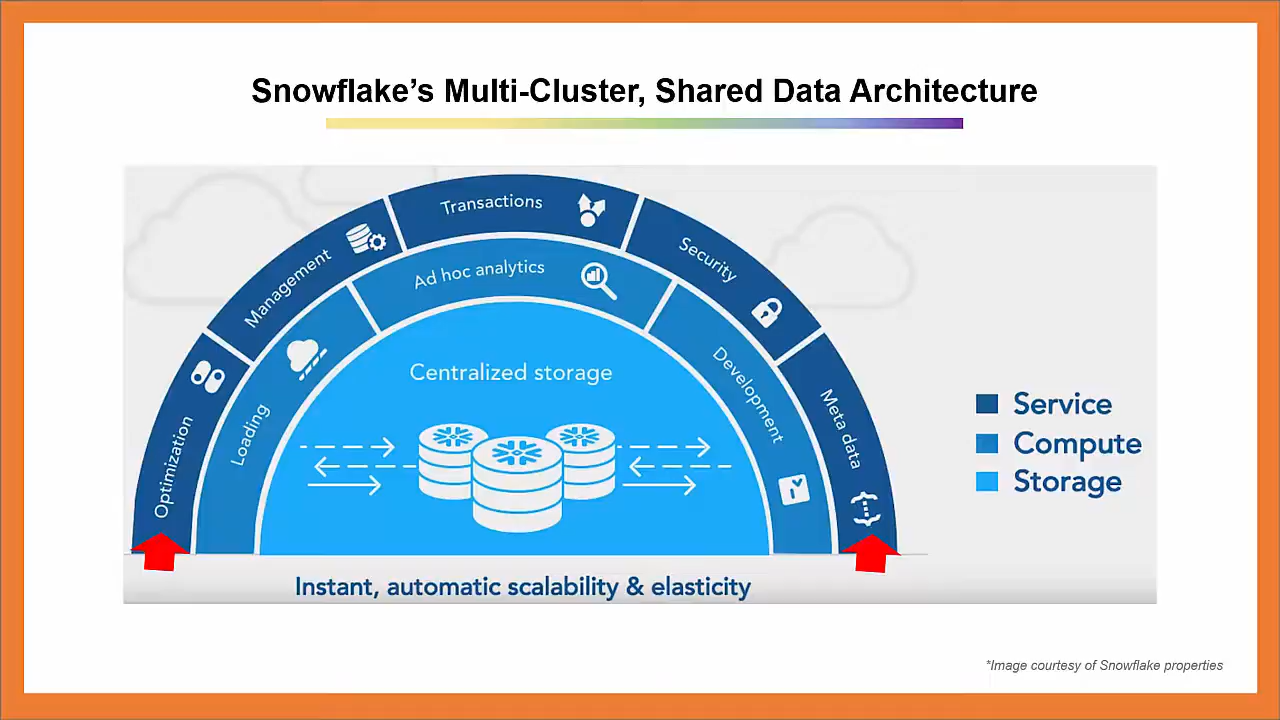 Snowflake's Multi-Cluster, Shared Data Architecture
Transactions
Management
Security
Ad hoc analytics
Optimization
Loading
Centralized storage
Development
Meta data
Service
Compute
Storage
Instant, automatic scalability & elasticity
*Image courtesy of Snowflake properties